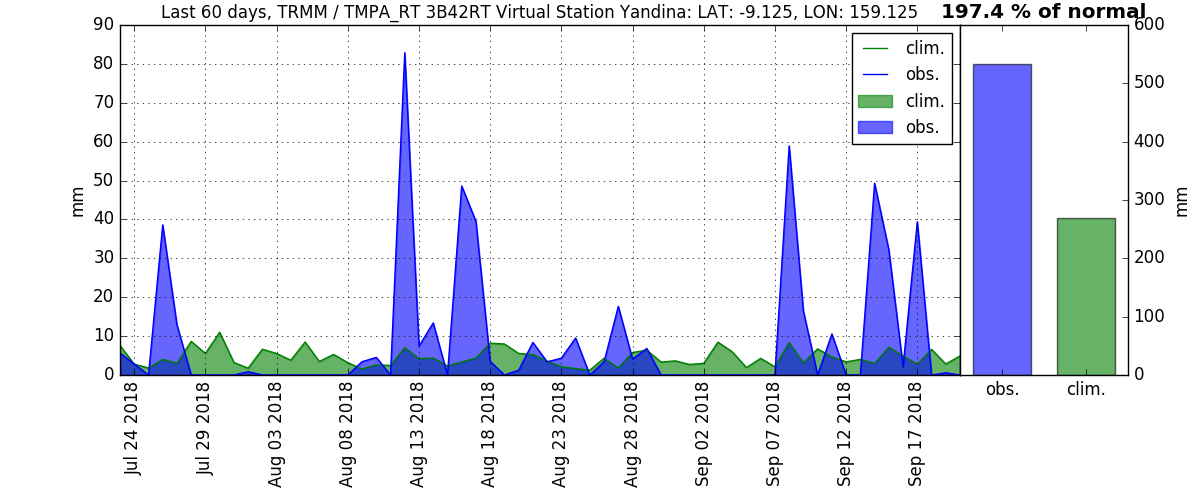 Last 60 days, TRMM / TMPA_RT 3B42RT Virtual Station Yandina: LAT: -9.125, LON: 159.125
197.4 % of normal
90
80
70
60
50
40
30
20
10
0
mm
clim.
obs.
clim.
obs.
Jul 24 2018
Jul 29 2018
Aug 03 2018
Aug 08 2018
Aug 13 2018
Aug 18 2018
Aug 23 2018
Aug 28 2018
Sep 02 2018
Sep 07 2018
Sep 12 2018
Sep 17 2018
600
500
400
300
200
100
0
mm
obs.
clim.